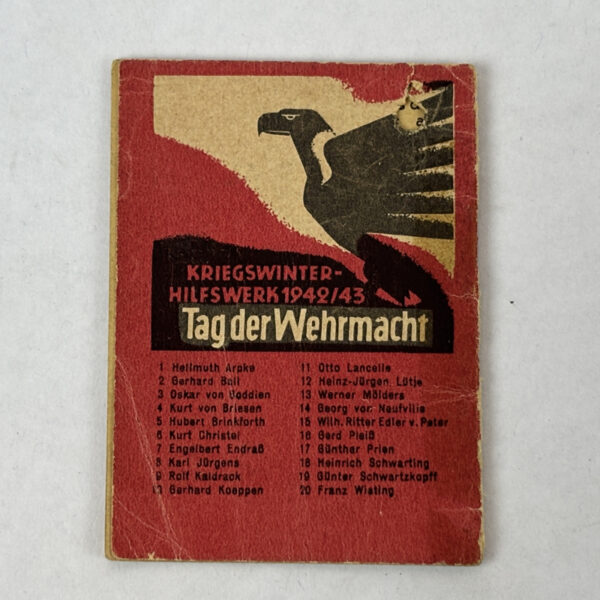 KRIEGSWINTER-
HILFSWERK 1942/43
Tag der Wehrmacht
1 Hellmuth Arpke
2 Gerhard Ball
3 Oskar von Boddien
4 Kurt von Briesen
5 Hubert Brinkforth
6 Kurt Christel
7 Engelbert Endraß
8 Karl Jürgens
9 Rolf Kaldrack
10 Gerhard Koeppen
11 Otto Lancelle
12 Heinz-Jürgen Lütje
13 Werner Mölders
14 Georg von Neufville
15 Wilh. Ritter Edler v. Peter
16 Gerd Pleiß
17 Günther Prien
18 Heinrich Schwarting
19 Günter Schwartzkopff
20 Franz Wieting